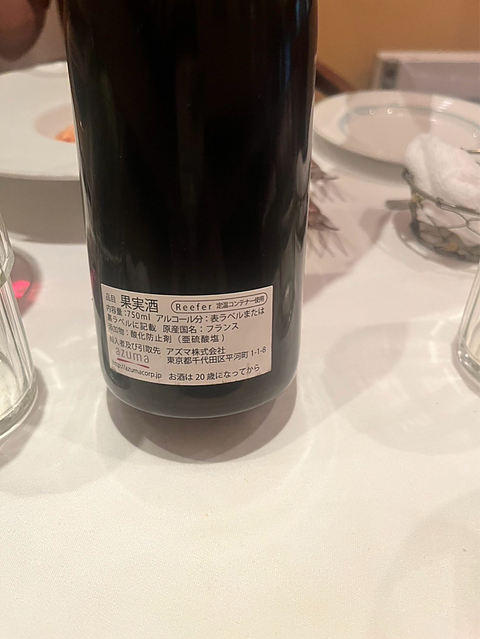 品目 果実酒 Reefer 定温コンテナー使用
内容量:750ml アルコール分:表ラベルまたは
裏ラベルに記載 原産国名:フランス
添加物:酸化防止剤(亜硫酸塩)
輸入者及び引取先 アズマ株式会社
azuma 東京都千代田区平河町 1-1-8
http://azumacorp.jp お酒は20歳になってから